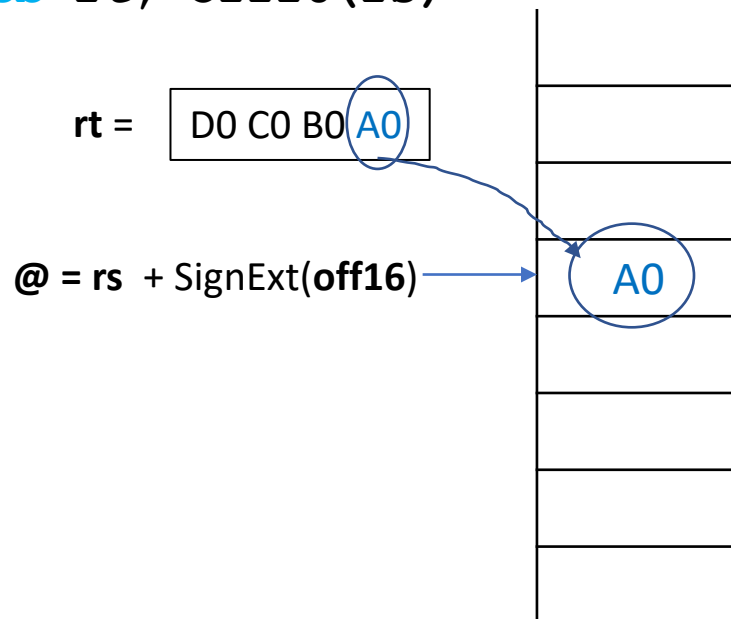 rt = D0 C0 B0 A0
@ = rs + SignExt(off16)
A0